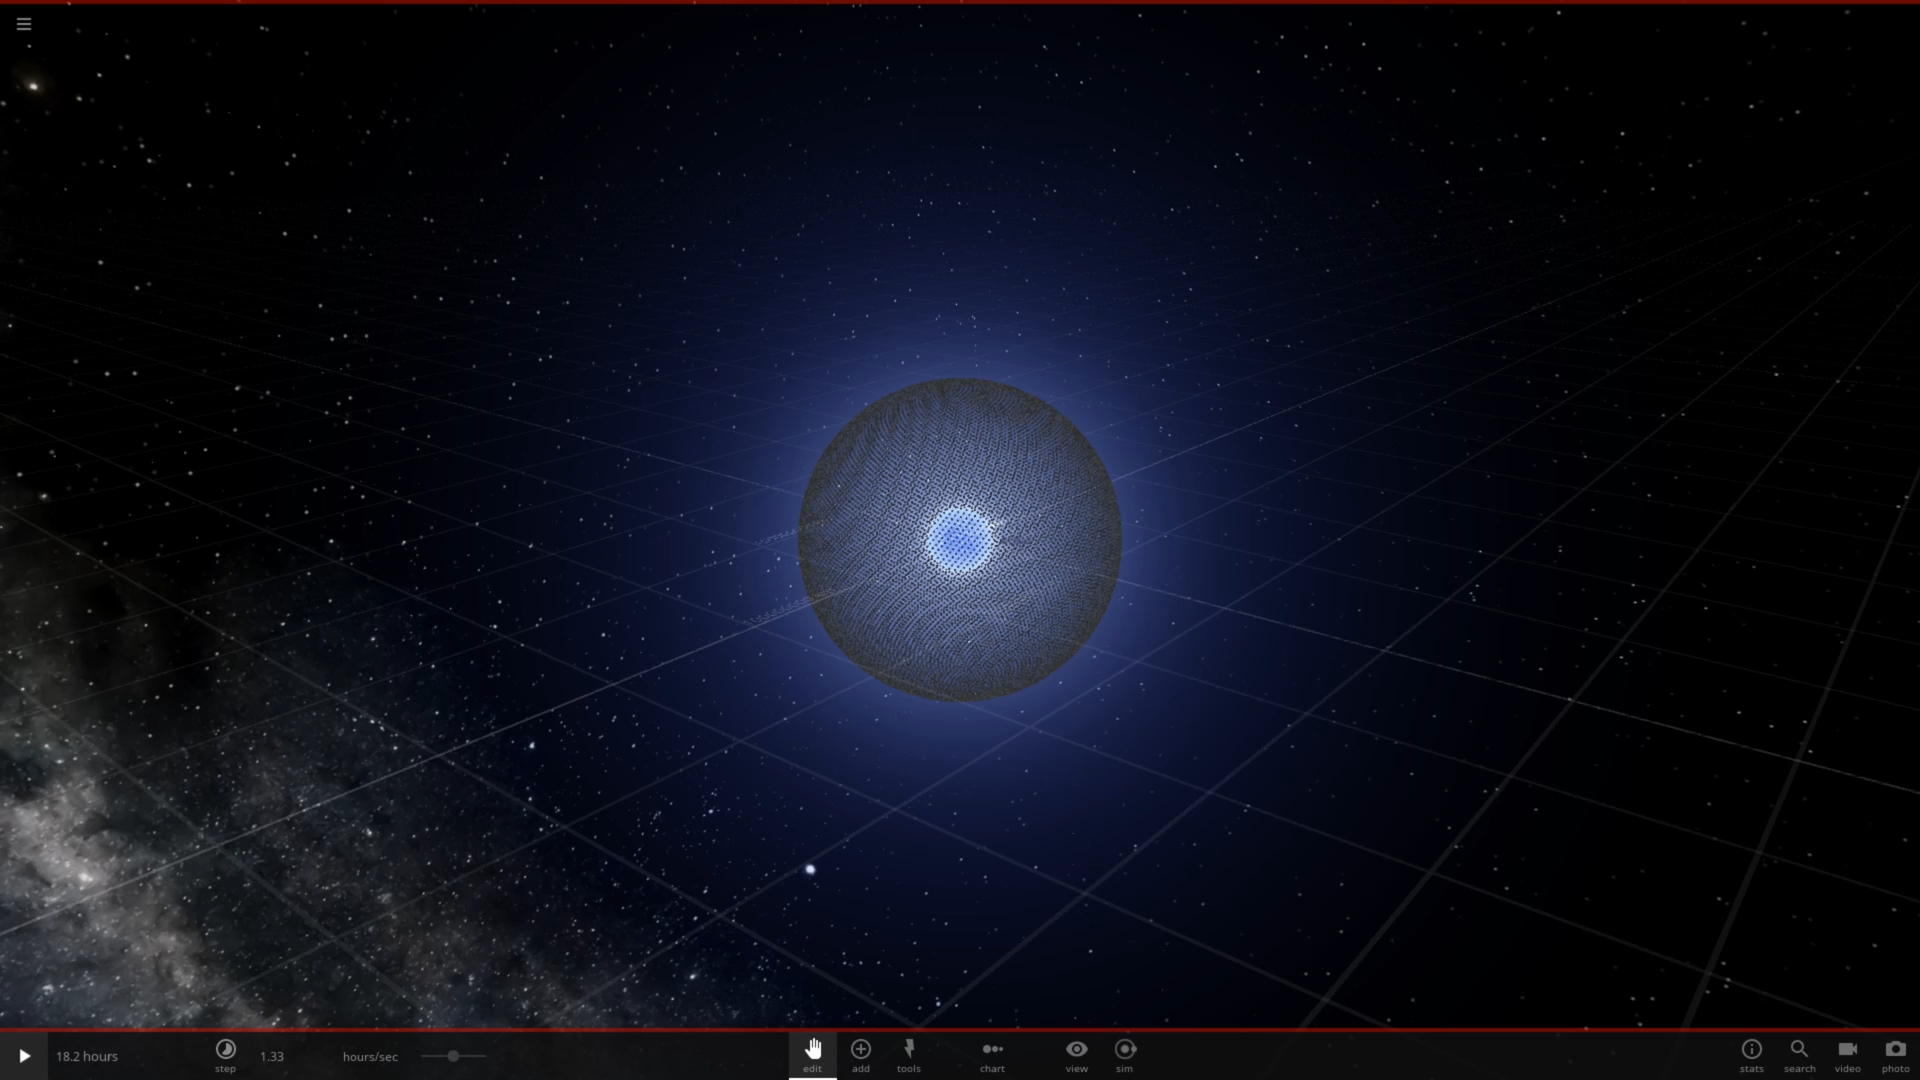 18.2 hours
step
1.33
hours/sec
edit
add
tools
chart
view
sim
stats
search
video
photo